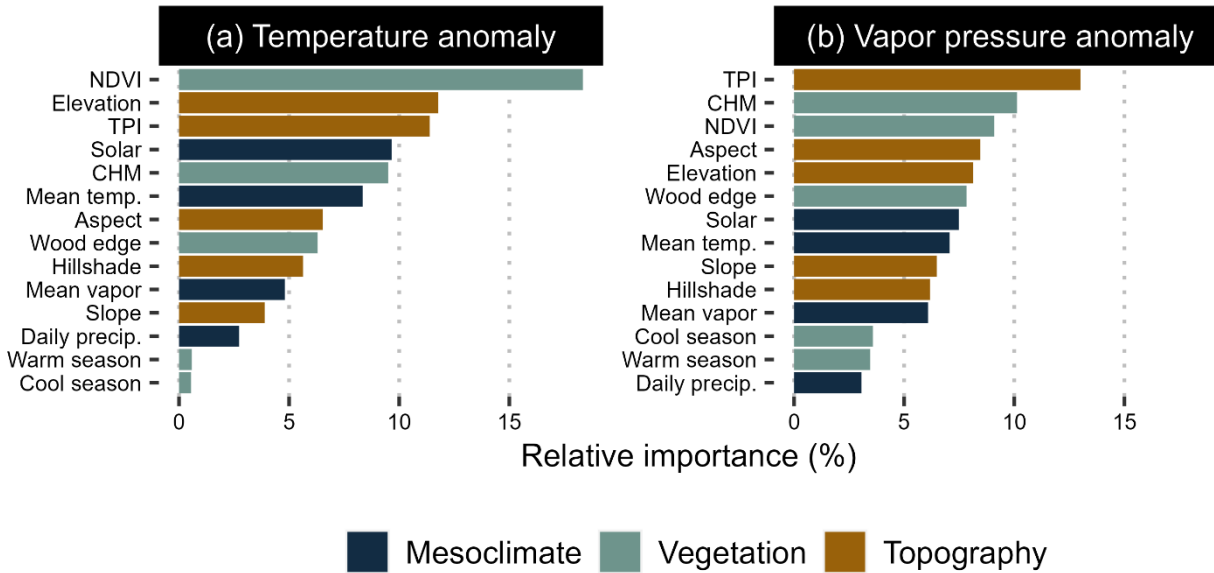 (a) Temperature anomaly
NDVI
Elevation
TPI
Solar
CHM
Mean temp.
Aspect
Wood edge
Hillshade
Mean vapor
Slope
Daily precip.
Warm season
Cool season
0 5 10 15
(b) Vapor pressure anomaly
TPI
CHM
NDVI
Aspect
Elevation
Wood edge
Solar
Mean temp.
Slope
Hillshade
Mean vapor
Cool season
Warm season
Daily precip.
0 5 10 15
Relative importance (%)
Mesoclimate Vegetation Topography